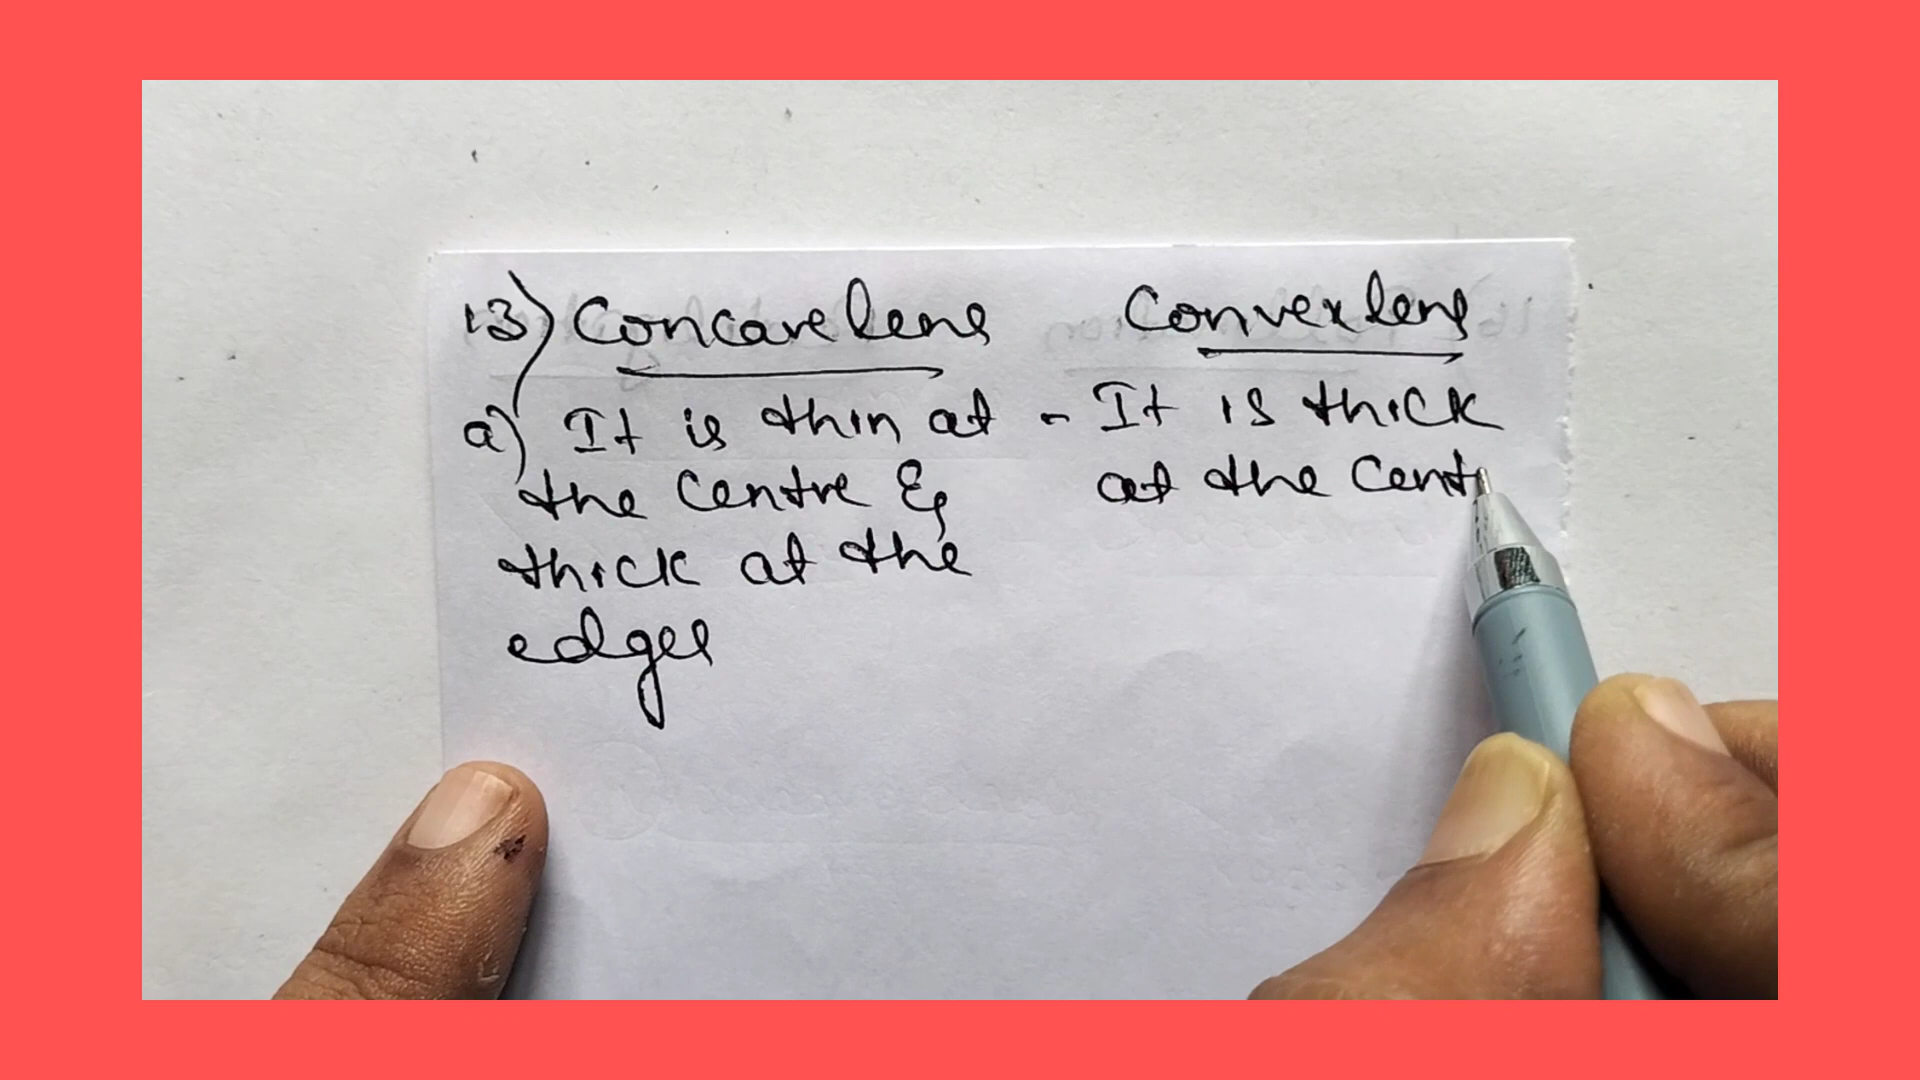 13) Concave lens Convex lens
a) It is thin at - It is thick
the centre & at the cent
thick at the
edges